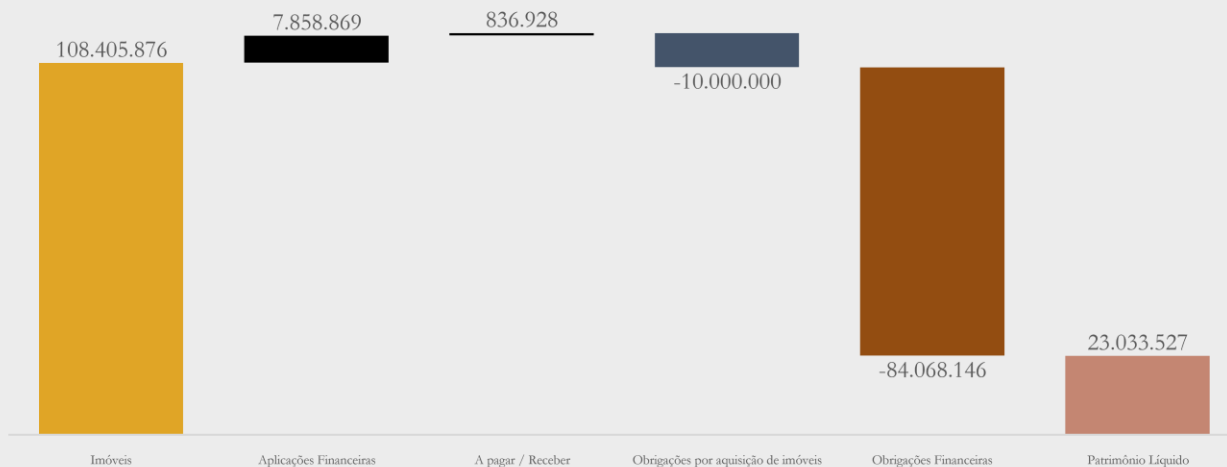 108.405.876
7.858.869
836.928
-10.000.000
-84.068.146
23.033.527
Imóveis
Aplicações Financeiras
A pagar / Receber
Obrigações por aquisição de imóveis
Obrigações Financeiras
Patrimônio Líquido